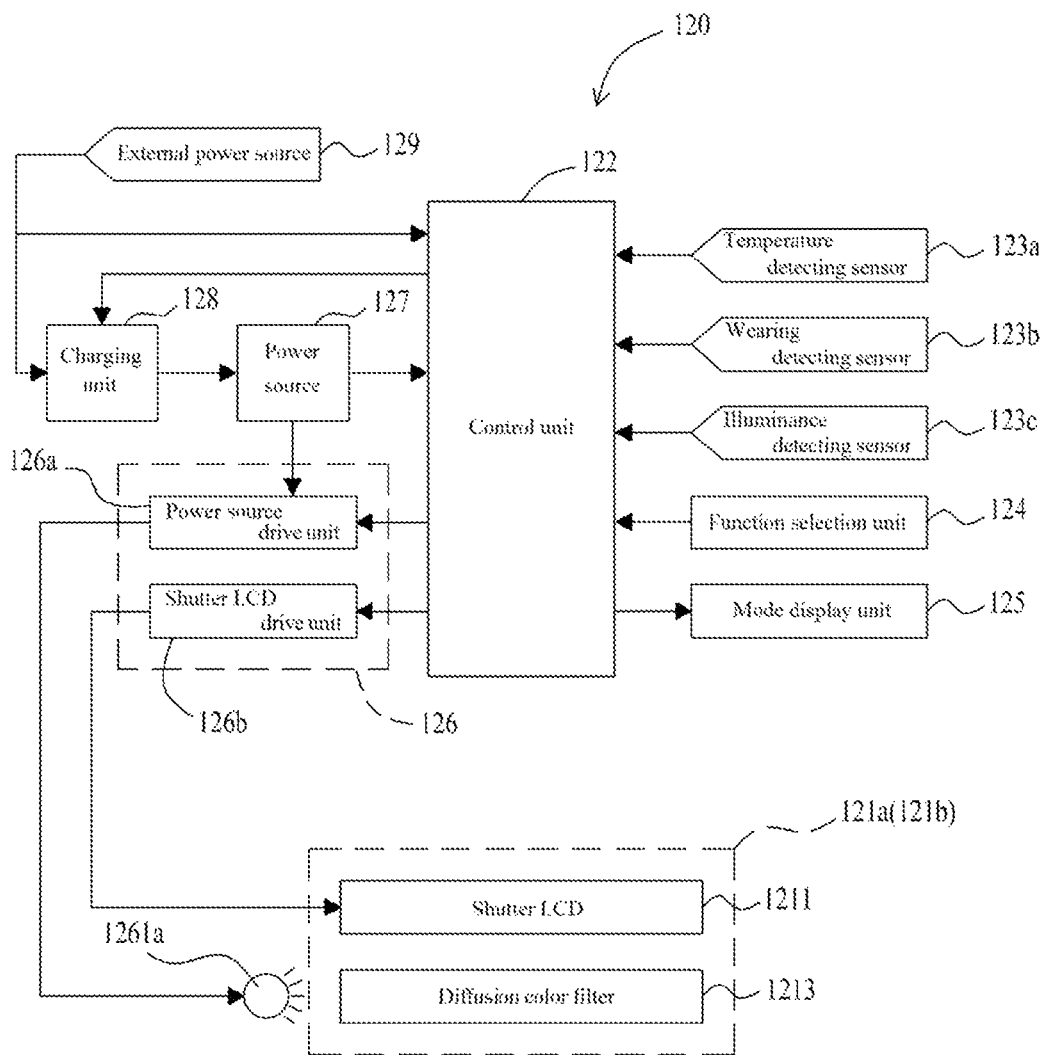 120
External power source
129
122
Temperature
detecting sensor
123a
128
127
Wearing
detecting sensor
123b
Charging
unit
Power
source
Control unit
Illuminance
detecting sensor
123c
126a
Power source
drive unit
Function selection unit
124
Shutter LCD
drive unit
Mode display unit
125
126b
126
121a(121b)
Shutter LCD
1211
1261a
Diffusion color filter
1213